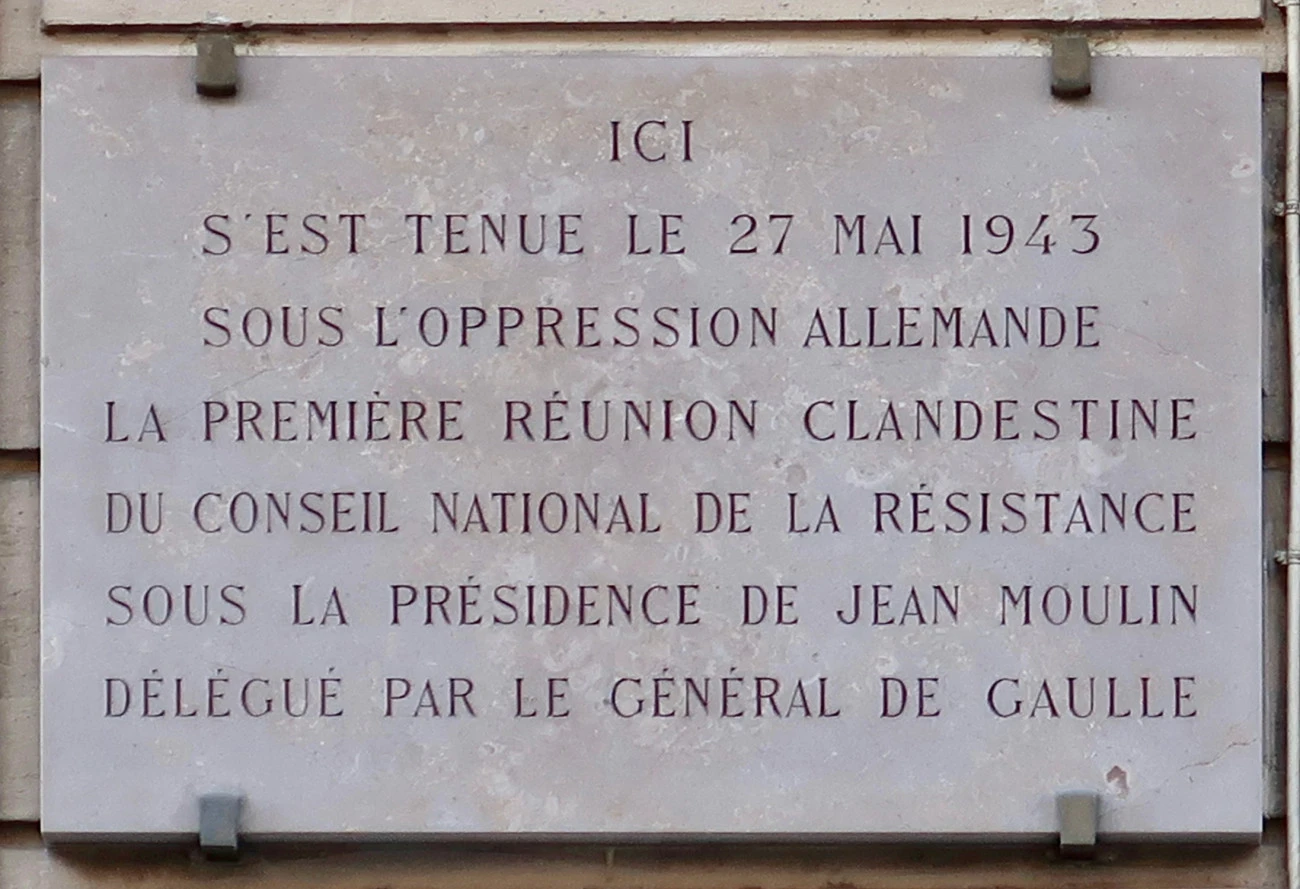 ICI
S'EST TENUE LE 27 MAI 1943
SOUS L'OPPRESSION ALLEMANDE
LA PREMIÈRE RÉUNION CLANDESTINE
DU CONSEIL NATIONAL DE LA RÉSISTANCE
SOUS LA PRÉSIDENCE DE JEAN MOULIN
DÉLÉGUÉ PAR LE GÉNÉRAL DE GAULLE